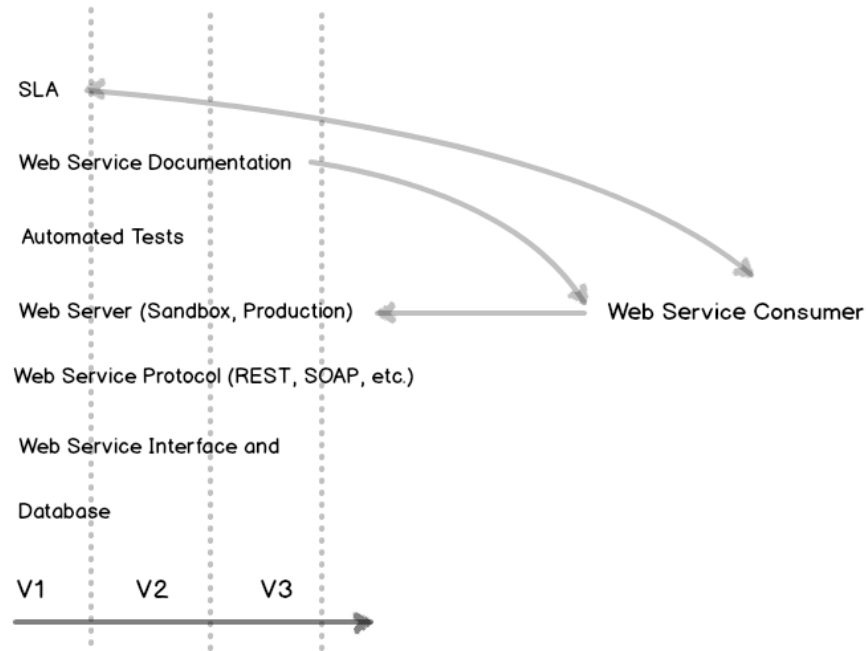 SLA
Web Service Documentation
Automated Tests
Web Server (Sandbox, Production)
Web Service Consumer
Web Service Protocol (REST, SOAP, etc.)
Web Service Interface and
Database
V1
V2
V3